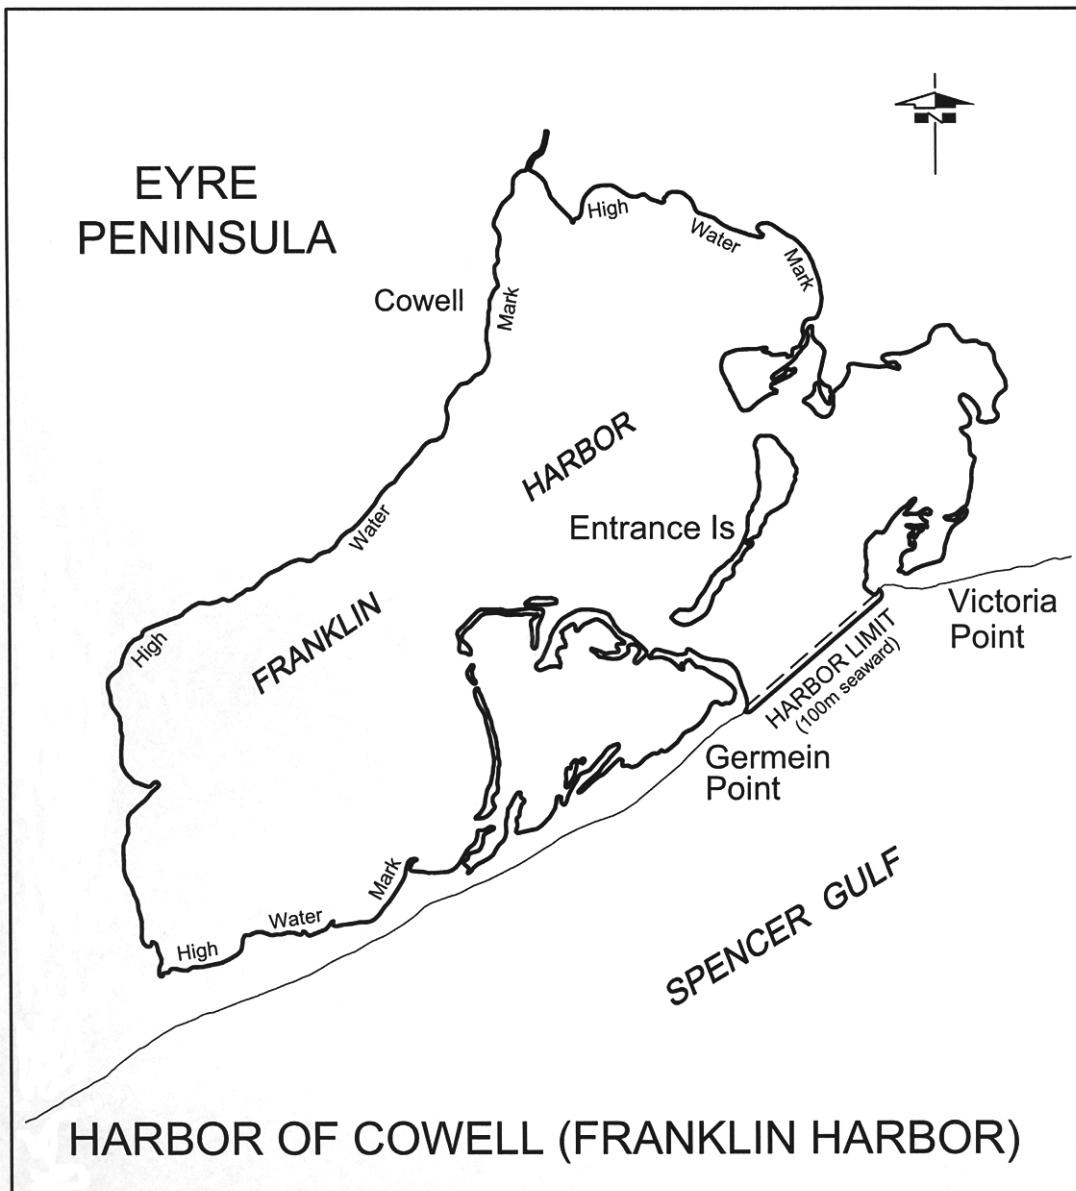 EYRE
PENINSULA
N
High
Water
Mark
Cowell
Mark
HARBOR
Entrance Is
Water
FRANKLIN
High
Victoria
Point
HARBOR LIMIT
(100m seaward)
Germein
Point
Mark
Water
High
SPENCER GULF
HARBOR OF COWELL (FRANKLIN HARBOR)